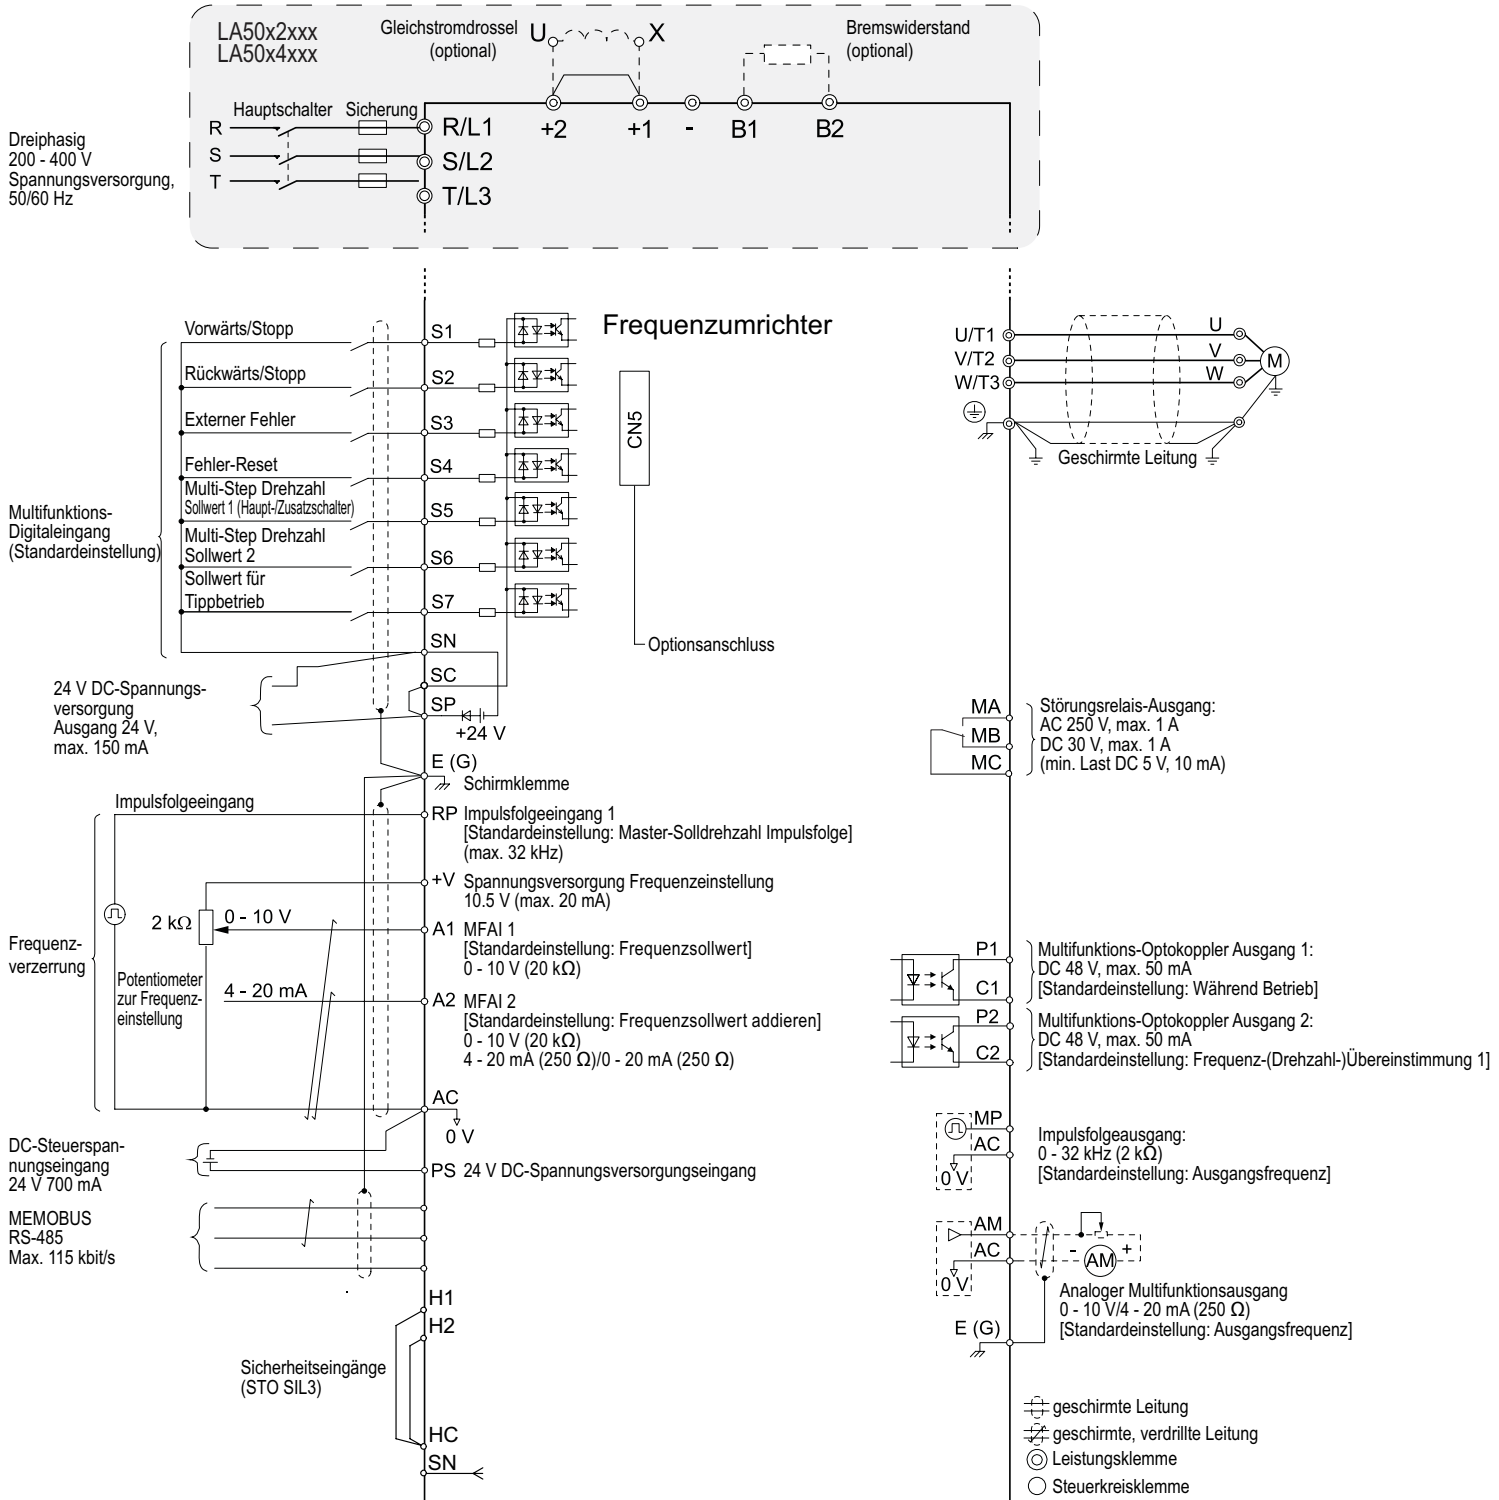 LA50x2xxx
LA50x4xxx
Gleichstromdrossel
(optional)
U
X
Bremswiderstand
(optional)
Hauptschalter
Sicherung
Dreiphasig
200 - 400 V
Spannungsversorgung,
50/60 Hz
R
S
T
R/L1
S/L2
T/L3
+2
+1
-
B1
B2
Frequenzumrichter
Multifunktions-
Digitaleingang
(Standardeinstellung)
Vorwärts/Stopp
S1
Rückwärts/Stopp
S2
Externer Fehler
S3
Fehler-Reset
S4
Multi-Step Drehzahl
Sollwert 1 (Haupt-/Zusatzschalter)
S5
Multi-Step Drehzahl
Sollwert 2
S6
Sollwert für
Tippbetrieb
S7
SN
SC
SP
+24 V
24 V DC-Spannungs-
versorgung
Ausgang 24 V,
max. 150 mA
CN5
Optionsanschluss
E (G)
Schirmklemme
Impulsfolgeeingang
RP
Impulsfolgeeingang 1
[Standardeinstellung: Master-Solldrehzahl Impulsfolge]
(max. 32 kHz)
+V
Spannungsversorgung Frequenzeinstellung
10.5 V (max. 20 mA)
2 kΩ
0 - 10 V
A1
MFAI 1
[Standardeinstellung: Frequenzsollwert]
0 - 10 V (20 kΩ)
Frequenz-
verzerrung
Potentiometer
zur Frequenz-
einstellung
4 - 20 mA
A2
MFAI 2
[Standardeinstellung: Frequenzsollwert addieren]
0 - 10 V (20 kΩ)
4 - 20 mA (250 Ω)/0 - 20 mA (250 Ω)
AC
0 V
DC-Steuerspan-
nungseingang
24 V 700 mA
PS
24 V DC-Spannungsversorgungseingang
MEMOBUS
RS-485
Max. 115 kbit/s
H1
H2
Sicherheitseingänge
(STO SIL3)
HC
SN
U/T1
V/T2
W/T3
U
V
W
M
Geschirmte Leitung
MA
MB
MC
Störungsrelais-Ausgang:
AC 250 V, max. 1 A
DC 30 V, max. 1 A
(min. Last DC 5 V, 10 mA)
P1
C1
Multifunktions-Optokoppler Ausgang 1:
DC 48 V, max. 50 mA
[Standardeinstellung: Während Betrieb]
P2
C2
Multifunktions-Optokoppler Ausgang 2:
DC 48 V, max. 50 mA
[Standardeinstellung: Frequenz-(Drehzahl-)Übereinstimmung 1]
MP
AC
0 V
Impulsfolgeausgang:
0 - 32 kHz (2 kΩ)
[Standardeinstellung: Ausgangsfrequenz]
AM
AC
0 V
-
+
AM
Analoger Multifunktionsausgang
0 - 10 V/4 - 20 mA (250 Ω)
[Standardeinstellung: Ausgangsfrequenz]
E (G)
geschirmte Leitung
geschirmte, verdrillte Leitung
Leistungsklemme
Steuerkreisklemme